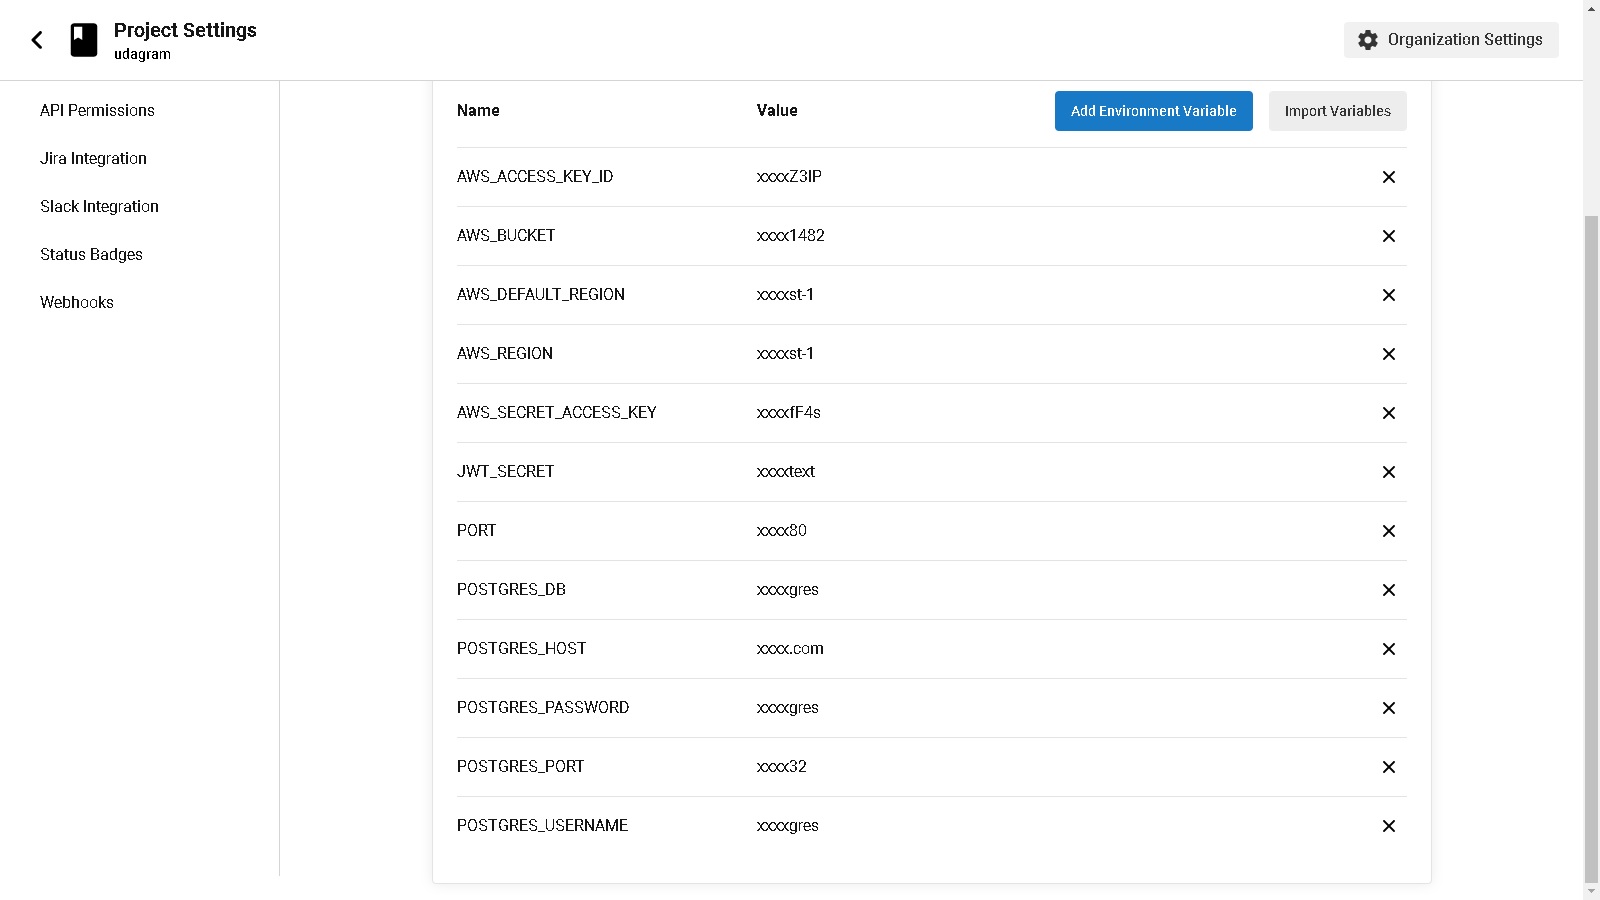 Project Settings
udagram
Organization Settings
API Permissions
Jira Integration
Slack Integration
Status Badges
Webhooks
Name Value Add Environment Variable Import Variables
AWS_ACCESS_KEY_ID xxxxZ3IP
AWS_BUCKET xxxx1482
AWS_DEFAULT_REGION xxxxst-1
AWS_REGION xxxxst-1
AWS_SECRET_ACCESS_KEY xxxxfF4s
JWT_SECRET xxxxtext
PORT xxxx80
POSTGRES_DB xxxxgres
POSTGRES_HOST xxxx.com
POSTGRES_PASSWORD xxxxgres
POSTGRES_PORT xxxx32
POSTGRES_USERNAME xxxxgres